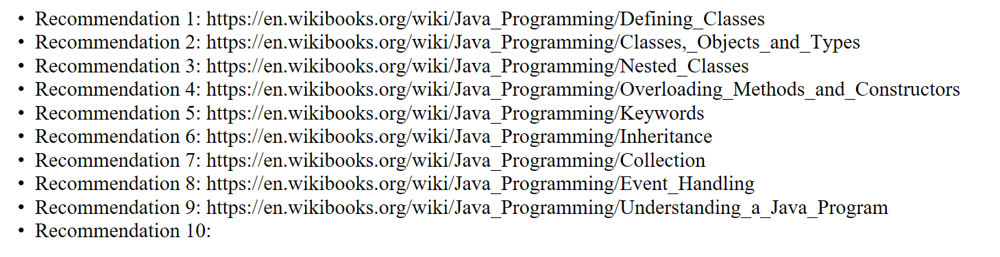 • Recommendation 1: https://en.wikibooks.org/wiki/Java_Programming/Defining_Classes
• Recommendation 2: https://en.wikibooks.org/wiki/Java_Programming/Classes,_Objects_and_Types
• Recommendation 3: https://en.wikibooks.org/wiki/Java_Programming/Nested_Classes
• Recommendation 4: https://en.wikibooks.org/wiki/Java_Programming/Overloading_Methods_and_Constructors
• Recommendation 5: https://en.wikibooks.org/wiki/Java_Programming/Keywords
• Recommendation 6: https://en.wikibooks.org/wiki/Java_Programming/Inheritance
• Recommendation 7: https://en.wikibooks.org/wiki/Java_Programming/Collection
• Recommendation 8: https://en.wikibooks.org/wiki/Java_Programming/Event_Handling
• Recommendation 9: https://en.wikibooks.org/wiki/Java_Programming/Understanding_a_Java_Program
• Recommendation 10: